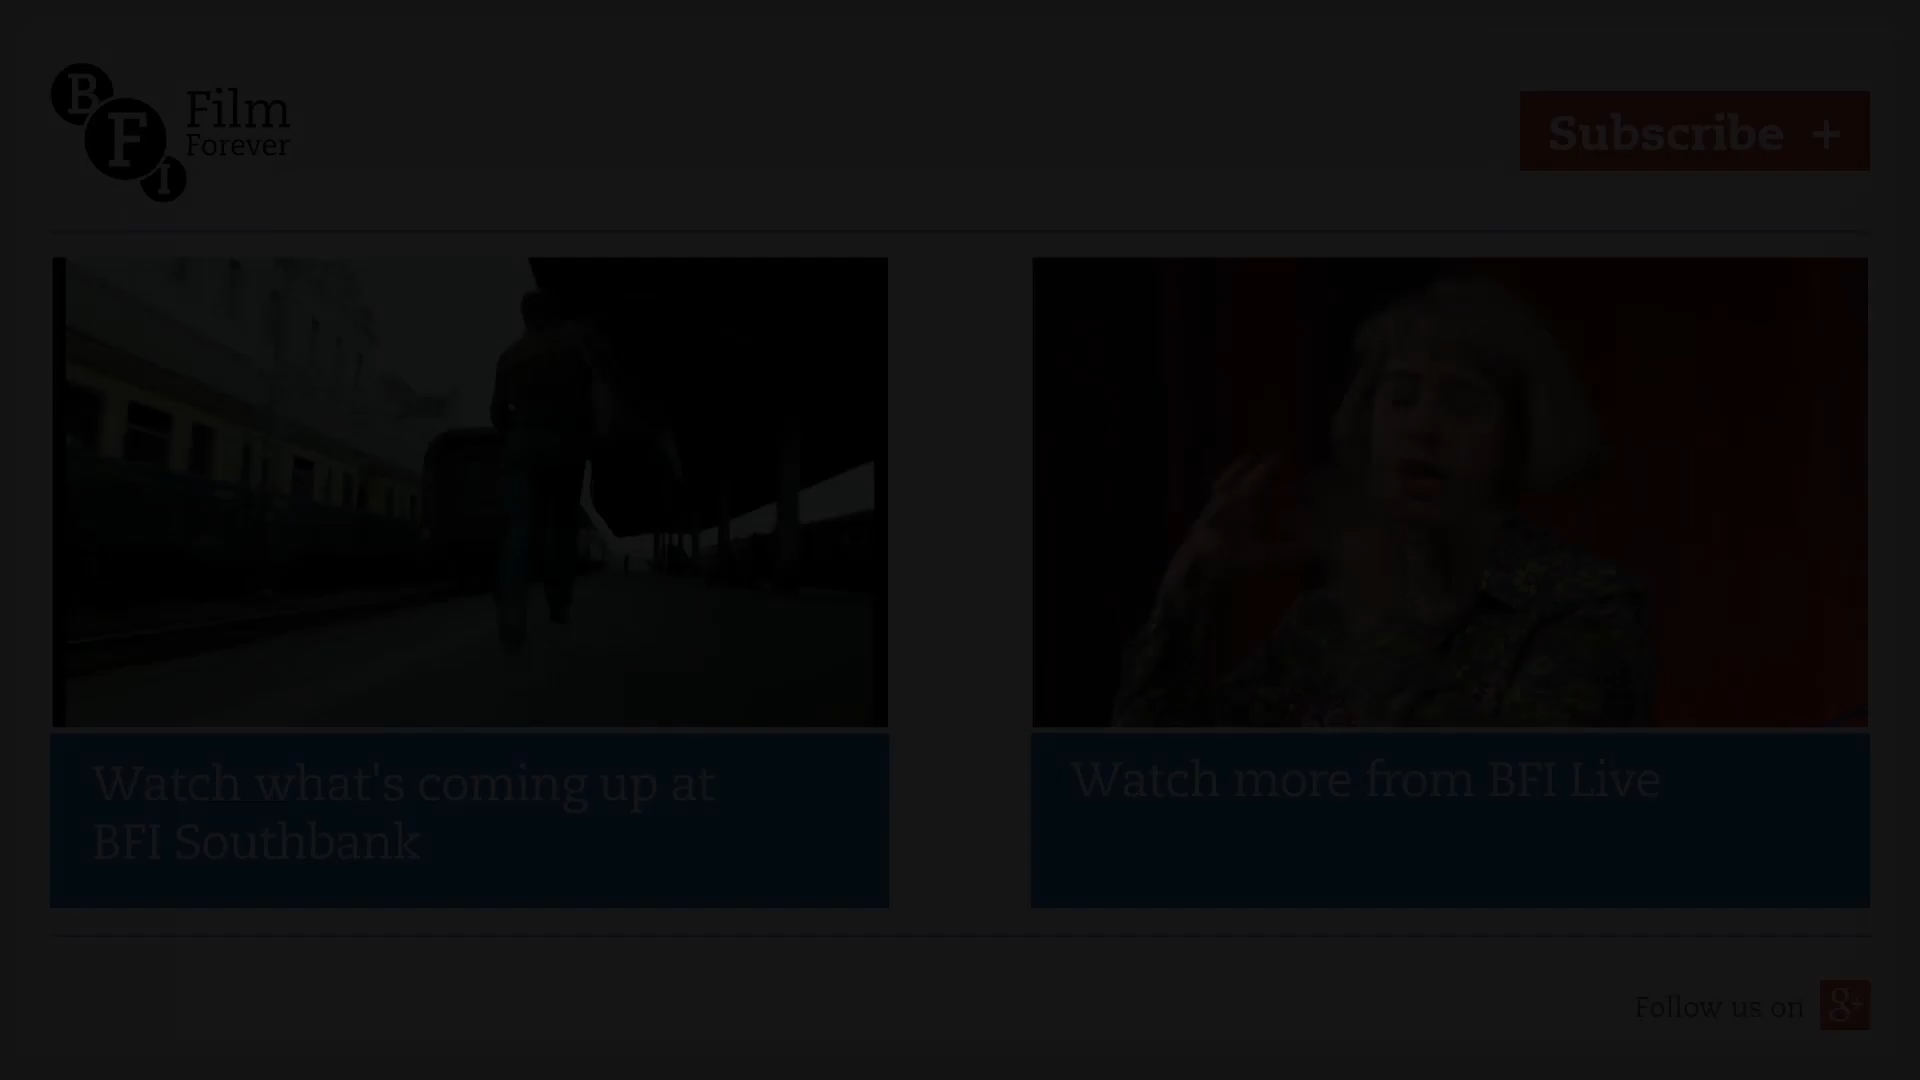 B
F
I
Film
Forever
Subscribe +
Watch what's coming up at
BFI Southbank
Watch more from BFI Live
Follow us on g+